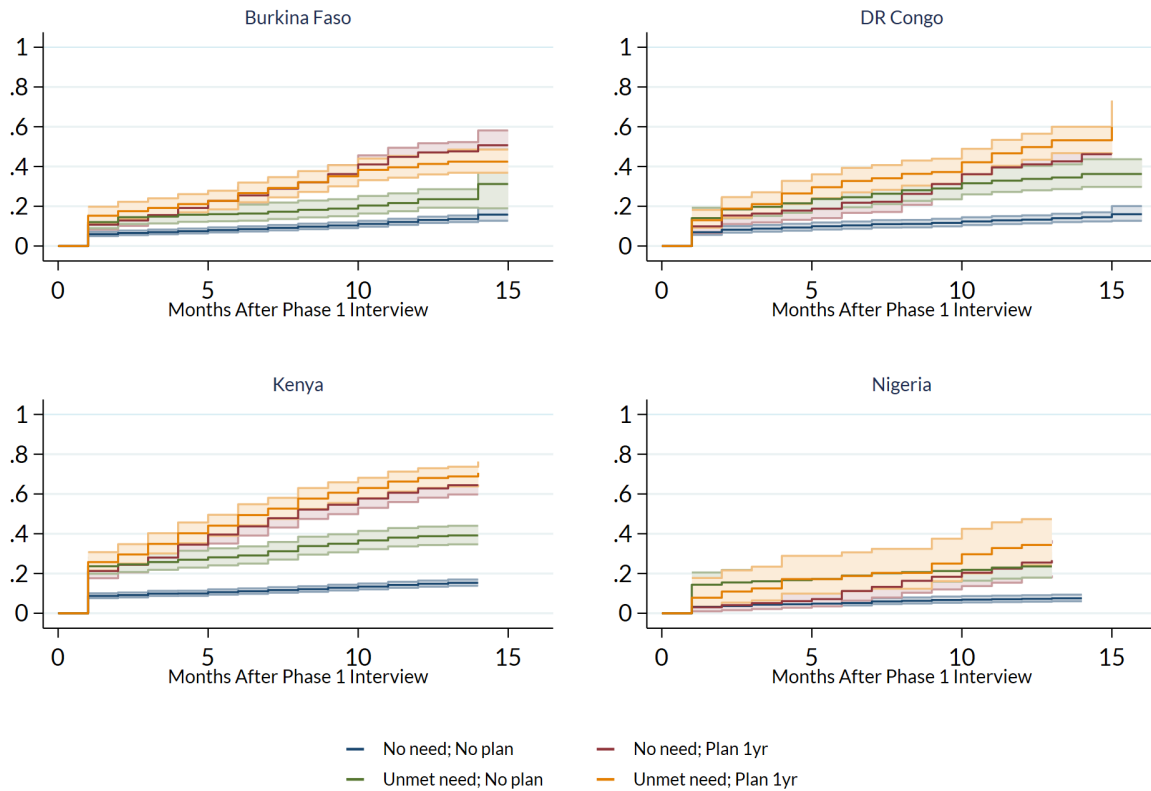 Burkina Faso
DR Congo
1
.8
.6
.4
.2
0
0 5 10 15
Months After Phase 1 Interview
1
.8
.6
.4
.2
0
0 5 10 15
Months After Phase 1 Interview
Kenya
Nigeria
1
.8
.6
.4
.2
0
0 5 10 15
Months After Phase 1 Interview
1
.8
.6
.4
.2
0
0 5 10 15
Months After Phase 1 Interview
No need; No plan
No need; Plan 1yr
Unmet need; No plan
Unmet need; Plan 1yr